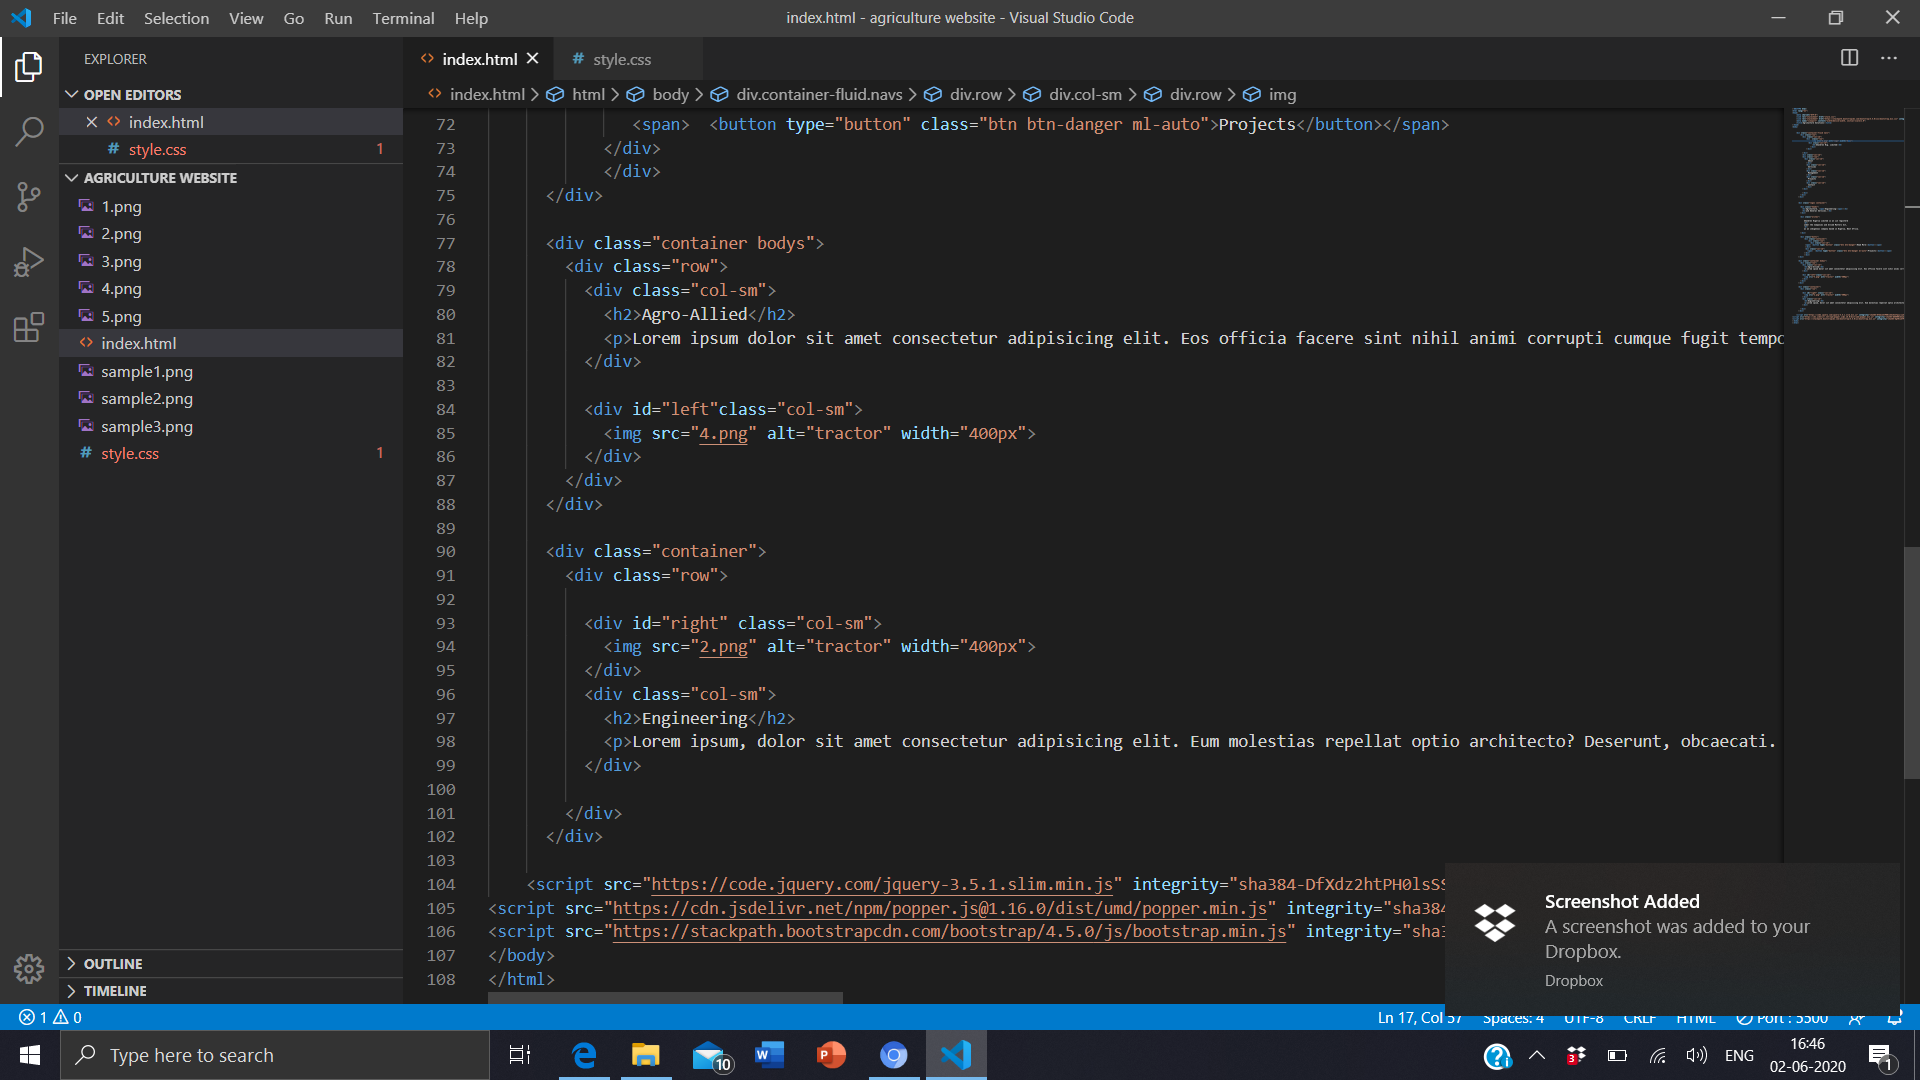 File Edit Selection View Go Run Terminal Help
index.html - agriculture website - Visual Studio Code
EXPLORER
OPEN EDITORS
index.html
style.css 1
AGRICULTURE WEBSITE
1.png
2.png
3.png
4.png
5.png
index.html
sample1.png
sample2.png
sample3.png
style.css 1
OUTLINE
TIMELINE
index.html
style.css
index.html > html > body > div.container-fluid.navs > div.row > div.col-sm > div.row > img
72 <span>  <button type="button" class="btn btn-danger ml-auto">Projects</button></span>
73 </div>
74 </div>
75 </div>
76
77 <div class="container bodys">
78 <div class="row">
79 <div class="col-sm">
80 <h2>Agro-Allied</h2>
81 <p>Lorem ipsum dolor sit amet consectetur adipisicing elit. Eos officia facere sint nihil animi corrupti cumque fugit tempo
82 </div>
83
84 <div id="left"class="col-sm">
85 <img src="4.png" alt="tractor" width="400px">
86 </div>
87 </div>
88 </div>
89
90 <div class="container">
91 <div class="row">
92
93 <div id="right" class="col-sm">
94 <img src="2.png" alt="tractor" width="400px">
95 </div>
96 <div class="col-sm">
97 <h2>Engineering</h2>
98 <p>Lorem ipsum, dolor sit amet consectetur adipisicing elit. Eum molestias repellat optio architecto? Deserunt, obcaecati.
99 </div>
100
101 </div>
102 </div>
103
104 <script src="https://code.jquery.com/jquery-3.5.1.slim.min.js" integrity="sha384-DfXdz2htPH0lsSS
105 <script src="https://cdn.jsdelivr.net/npm/popper.js@1.16.0/dist/umd/popper.min.js" integrity="sha384
106 <script src="https://stackpath.bootstrapcdn.com/bootstrap/4.5.0/js/bootstrap.min.js" integrity="sha3
107 </body>
108 </html>
Screenshot Added
A screenshot was added to your
Dropbox.
Dropbox
1 0
Ln 17, Col 57 Spaces: 4 UTF-8 CRLF HTML Port : 5500
Type here to search
10
3
ENG
16:46
02-06-2020
1